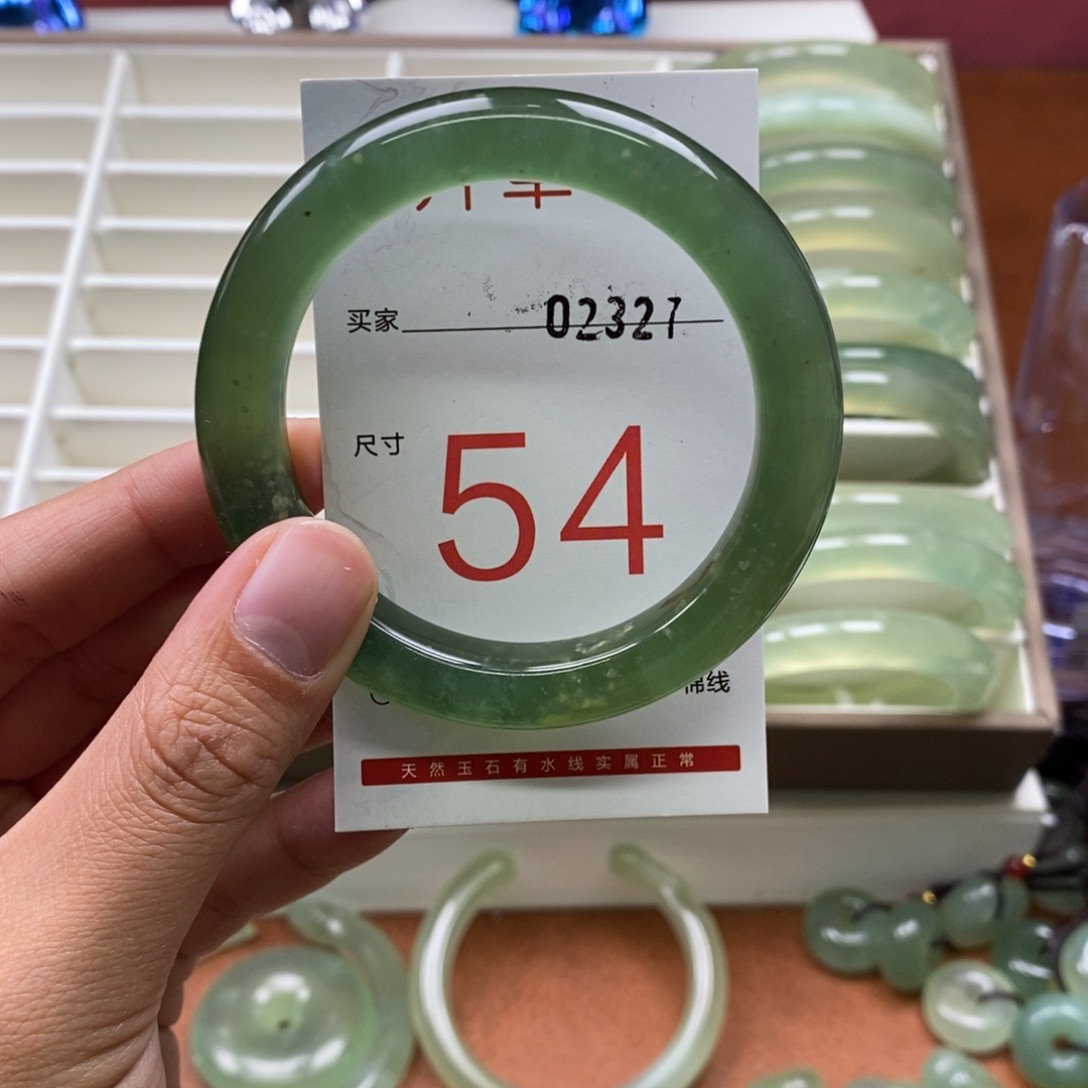 买家 02327
尺寸 54
棉线
天然玉石有水线实属正常